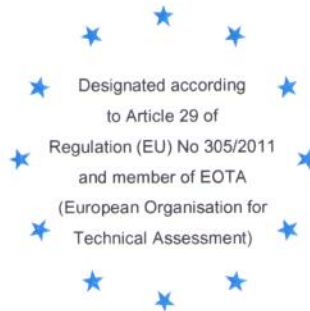 Designated according
to Article 29 of
Regulation (EU) No 305/2011
and member of EOTA
(European Organisation for
Technical Assessment)